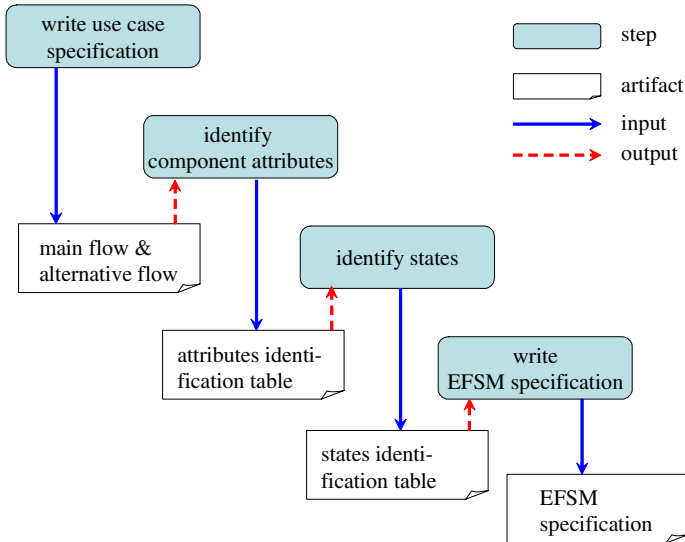 write use case
specification
step
artifact
input
output
identify
component attributes
main flow &
alternative flow
identify states
attributes identi-
fication table
write
EFSM specification
states identi-
fication table
EFSM
specification